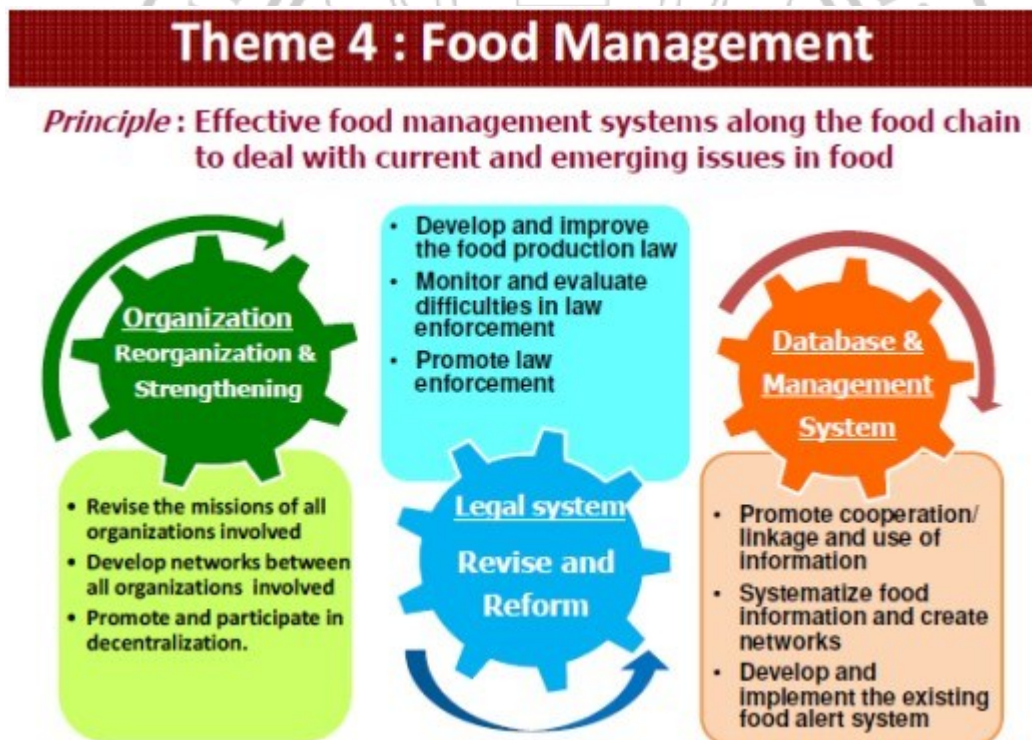 Theme 4 : Food Management
Principle : Effective food management systems along the food chain
to deal with current and emerging issues in food
Organization
Reorganization &
Strengthening
• Revise the missions of all
organizations involved
• Develop networks between
all organizations involved
• Promote and participate in
decentralization.
• Develop and improve
the food production law
• Monitor and evaluate
difficulties in law
enforcement
• Promote law
enforcement
Legal system
Revise and
Reform
Database &
Management
System
• Promote cooperation/
linkage and use of
information
• Systematize food
information and create
networks
• Develop and
implement the existing
food alert system